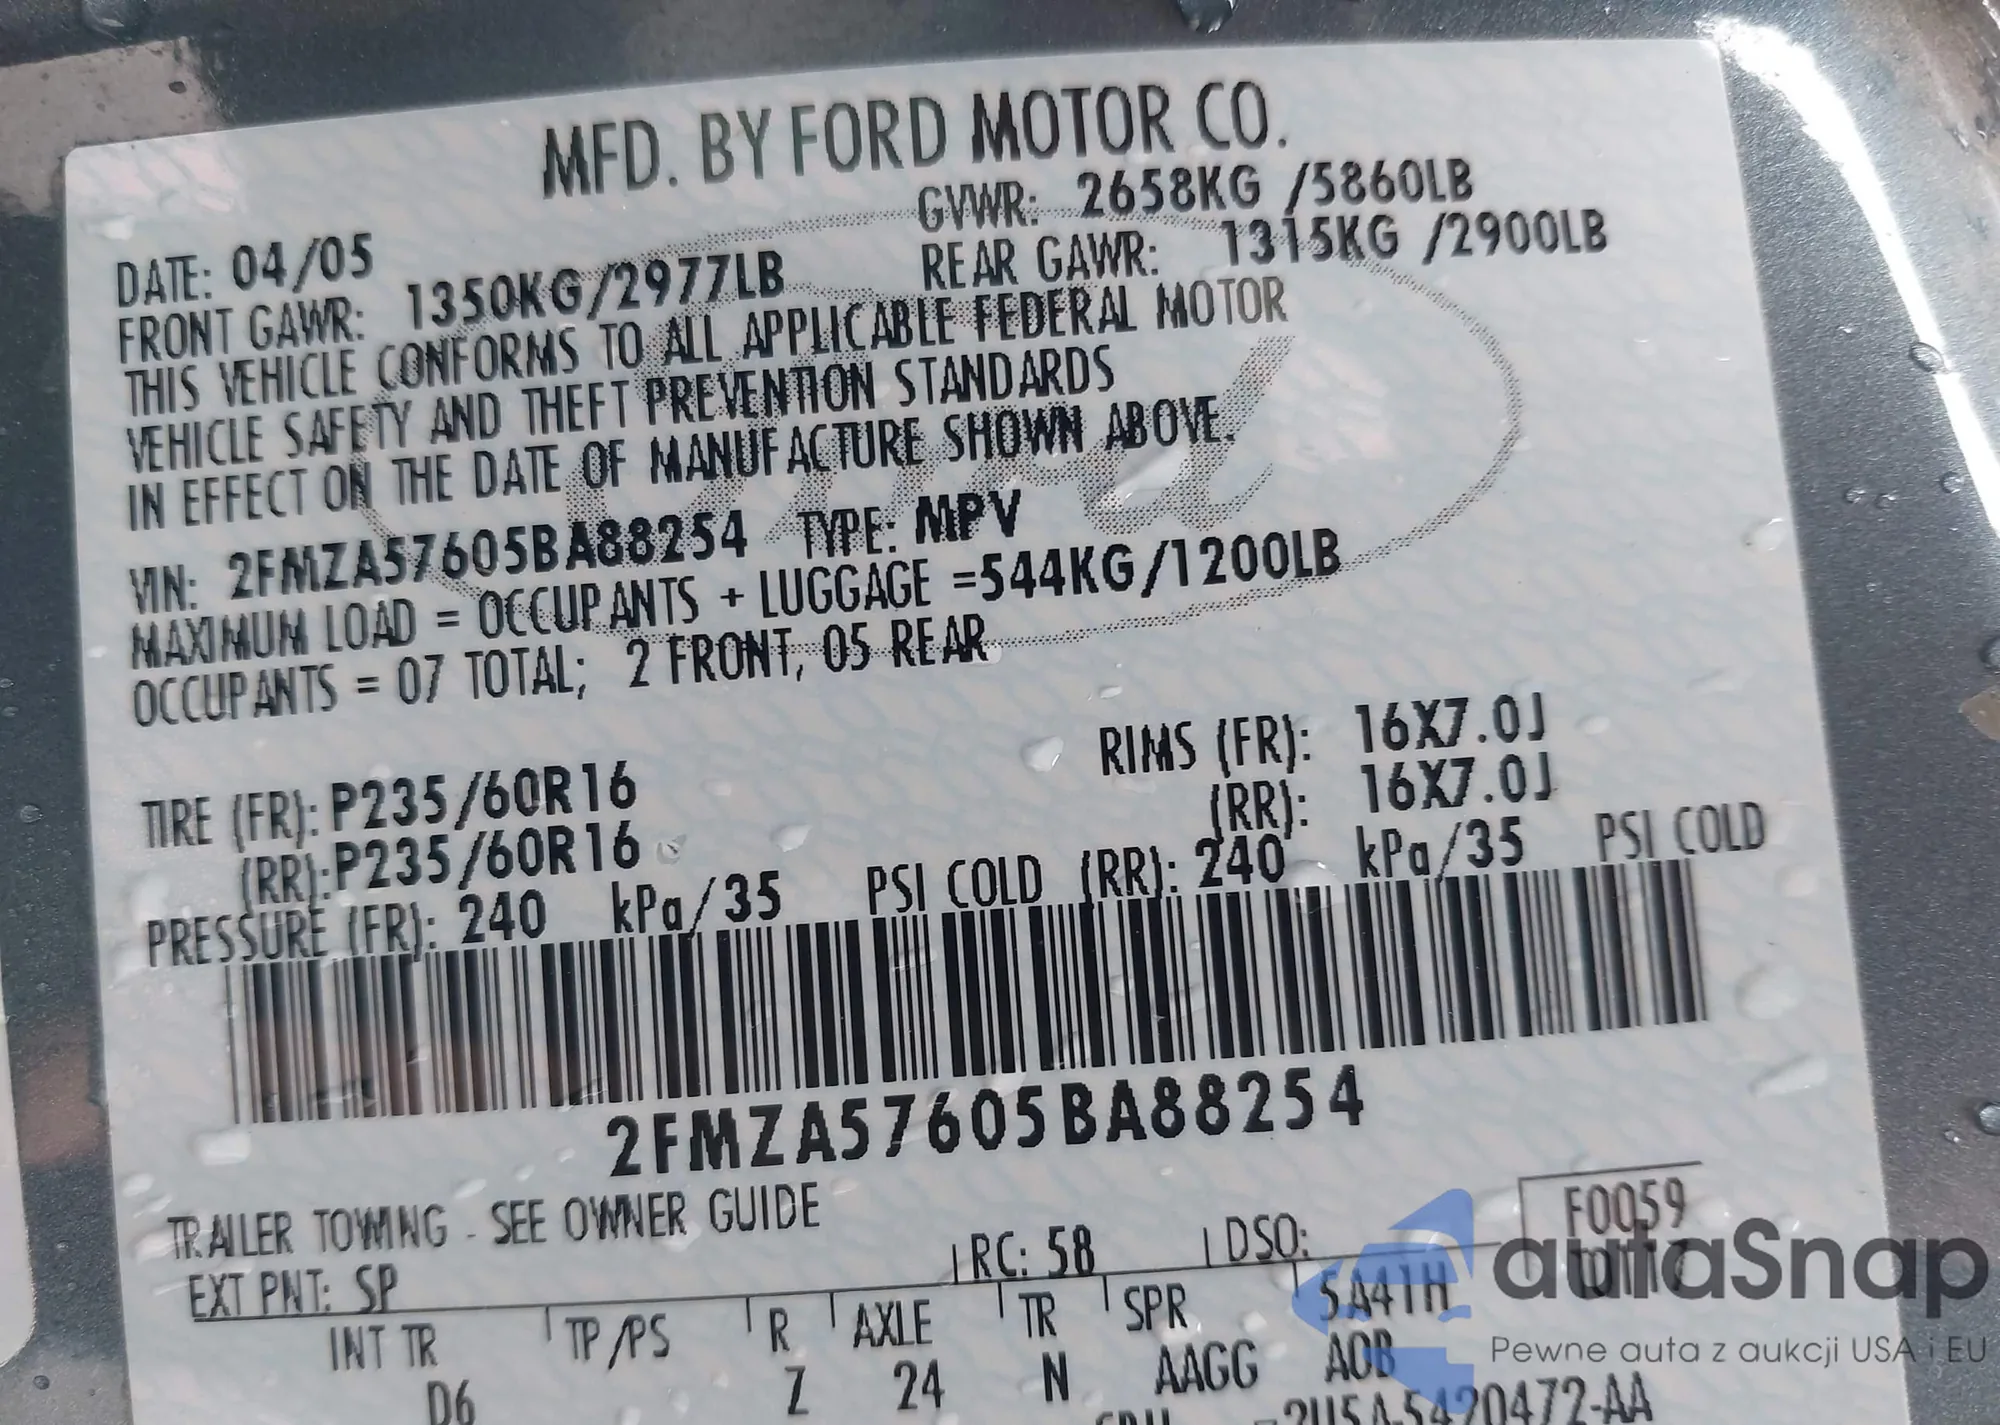 MFD. BY FORD MOTOR CO.
DATE: 04/05 GVWR: 2658KG /5860LB
FRONT GAWR: 1350KG/2977LB REAR GAWR: 1315KG /2900LB
THIS VEHICLE CONFORMS TO ALL APPLICABLE FEDERAL MOTOR
VEHICLE SAFETY AND THEFT PREVENTION STANDARDS
IN EFFECT ON THE DATE OF MANUFACTURE SHOWN ABOVE.
VIN: 2FMZA57605BA88254 TYPE: MPV
MAXIMUM LOAD = OCCUPANTS + LUGGAGE =544KG/1200LB
OCCUPANTS = 07 TOTAL; 2 FRONT, 05 REAR
TIRE (FR): P235/60R16 RIMS (FR): 16X7.0J
(RR): P235/60R16 (RR): 16X7.0J
PRESSURE (FR): 240 kPa/35 PSI COLD (RR): 240 kPa/35 PSI COLD
2FMZA57605BA88254
TRAILER TOWING - SEE OWNER GUIDE
F0059
EXT PNT: SP RC: 58 DSO:
INT TR TP/PS R AXLE TR SPR 5A41H
D6 Z 24 N AAGG AOB
2U5A-5420472-AA
autaSnap
Pewne auta z aukcji USA i EU